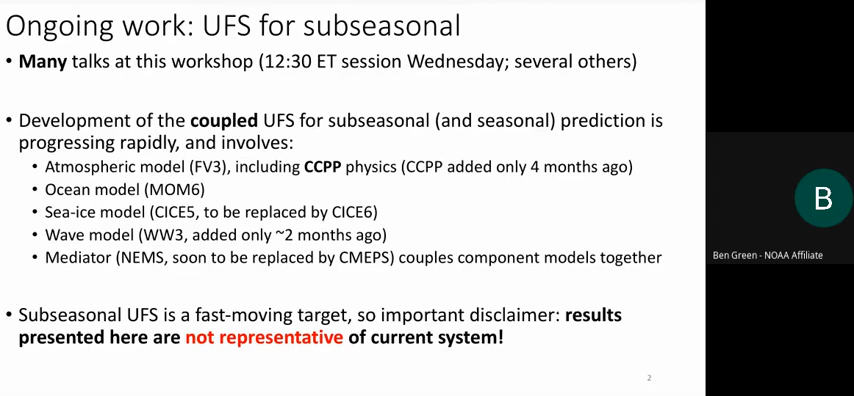 Ongoing work: UFS for subseasonal
• Many talks at this workshop (12:30 ET session Wednesday; several others)
• Development of the coupled UFS for subseasonal (and seasonal) prediction is
progressing rapidly, and involves:
• Atmospheric model (FV3), including CCPP physics (CCPP added only 4 months ago)
• Ocean model (MOM6)
• Sea-ice model (CICE5, to be replaced by CICE6)
• Wave model (WW3, added only ~2 months ago)
• Mediator (NEMS, soon to be replaced by CMEPS) couples component models together
• Subseasonal UFS is a fast-moving target, so important disclaimer: results
presented here are not representative of current system!
2
B
Ben Green - NOAA Affiliate